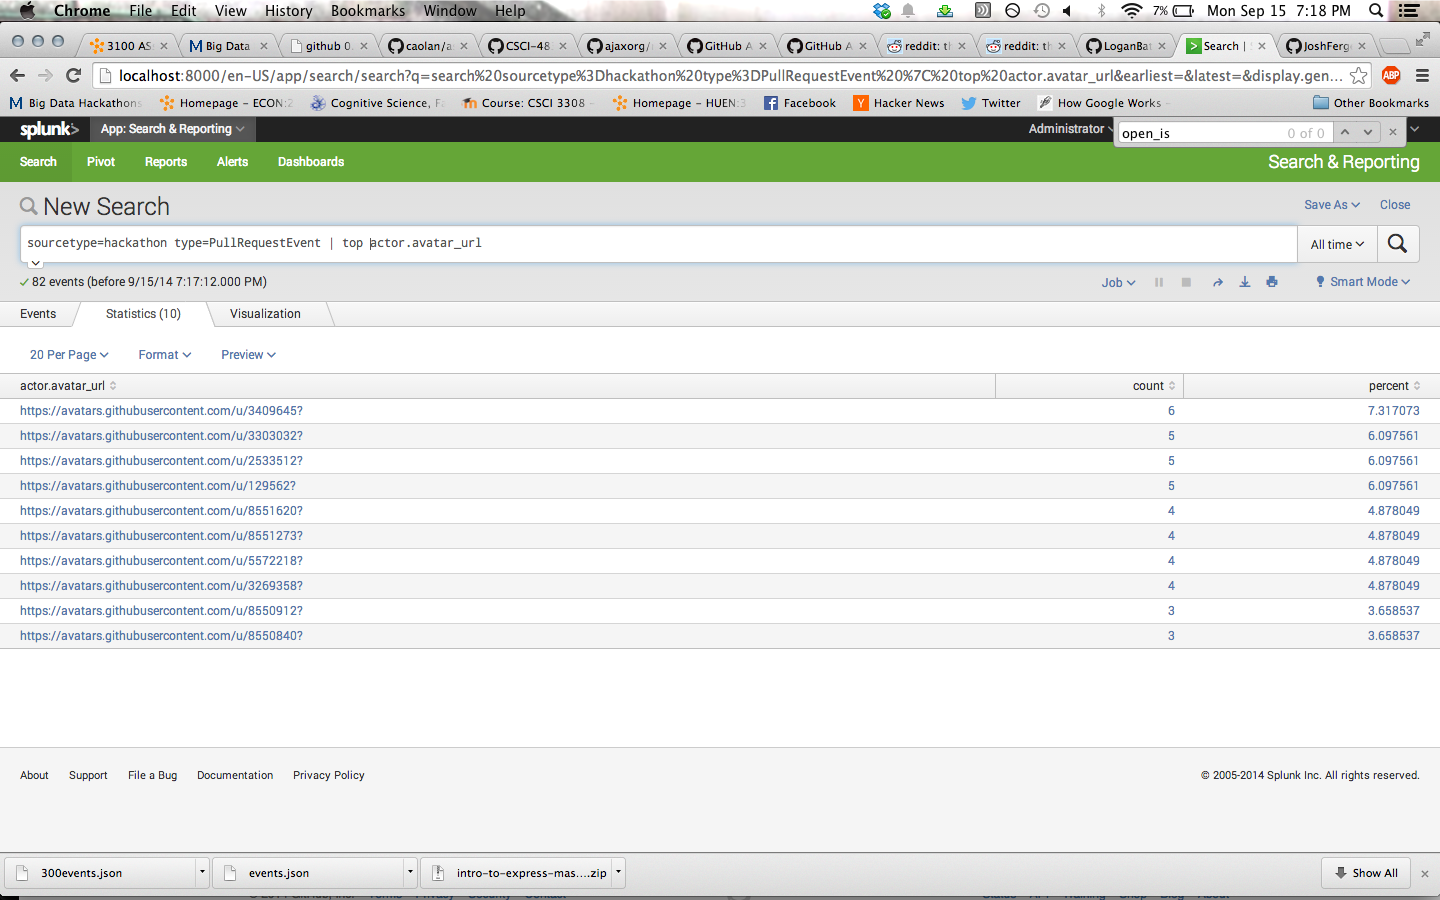 Chrome File Edit View History Bookmarks Window Help 7% Mon Sep 15 7:18 PM
3100 AS Big Data github 0. caolan/a CSCI-48 ajaxorg/ GitHub A GitHub A reddit: th reddit: th LoganBa Search | JoshFerg
localhost:8000/en-US/app/search/search?q=search%20sourcetype%3Dhackathon%20type%3DPullRequestEvent%20%7C%20top%20actor.avatar_url&earliest=&latest=&display.gen... ABP
Big Data Hackathons Homepage - ECON:2 Cognitive Science, F Course: CSCI 3308 - Homepage - HUEN:3 Facebook Hacker News Twitter How Google Works - Other Bookmarks
splunk> App: Search & Reporting Administrator open_is 0 of 0
Search Pivot Reports Alerts Dashboards Search & Reporting
New Search Save As Close
sourcetype=hackathon type=PullRequestEvent | top actor.avatar_url All time
82 events (before 9/15/14 7:17:12.000 PM) Job Smart Mode
Events Statistics (10) Visualization
20 Per Page Format Preview
actor.avatar_url count percent
https://avatars.githubusercontent.com/u/3409645? 6 7.317073
https://avatars.githubusercontent.com/u/3303032? 5 6.097561
https://avatars.githubusercontent.com/u/2533512? 5 6.097561
https://avatars.githubusercontent.com/u/129562? 5 6.097561
https://avatars.githubusercontent.com/u/8551620? 4 4.878049
https://avatars.githubusercontent.com/u/8551273? 4 4.878049
https://avatars.githubusercontent.com/u/5572218? 4 4.878049
https://avatars.githubusercontent.com/u/3269358? 4 4.878049
https://avatars.githubusercontent.com/u/8550912? 3 3.658537
https://avatars.githubusercontent.com/u/8550840? 3 3.658537
About Support File a Bug Documentation Privacy Policy © 2005-2014 Splunk Inc. All rights reserved.
300events.json events.json intro-to-express-mas....zip Show All